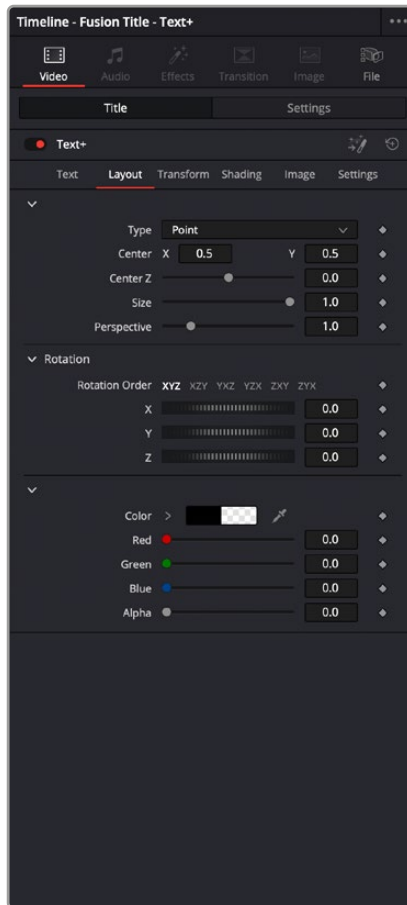 Timeline - Fusion Title - Text+
Video Audio Effects Transition Image File
Title Settings
Text+
Text Layout Transform Shading Image Settings
Type Point
Center X 0.5 Y 0.5
Center Z 0.0
Size 1.0
Perspective 1.0
Rotation
Rotation Order XYZ XZY YXZ YZX ZXY ZYX
X 0.0
Y 0.0
Z 0.0
Color
Red 0.0
Green 0.0
Blue 0.0
Alpha 0.0